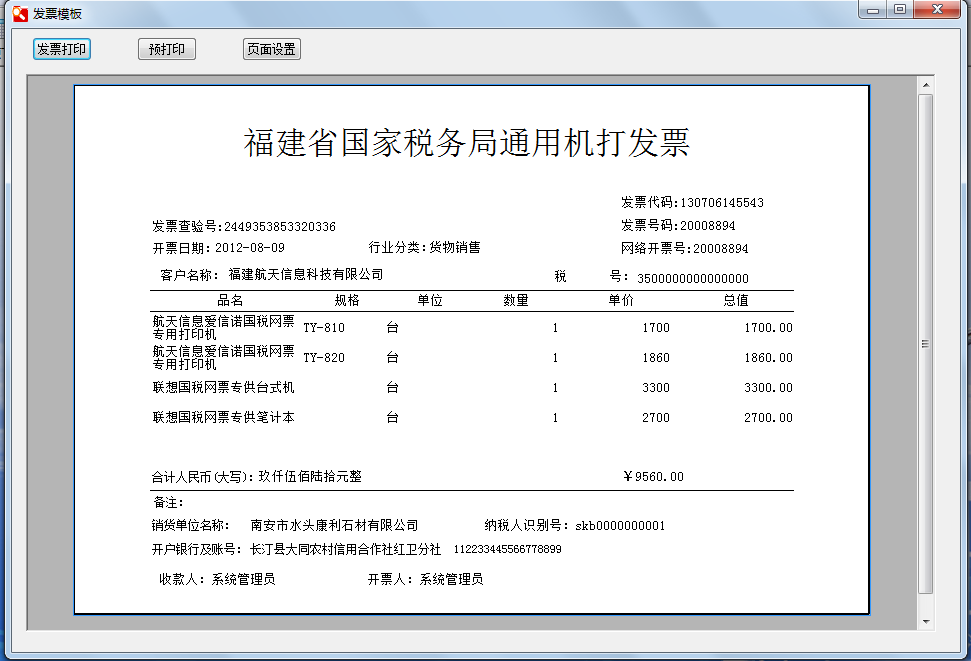 发票模板
发票打印 预打印 页面设置
福建省国家税务局通用机打发票
发票代码:130706145543
发票查验号:2449353853320336 发票号码:20008894
开票日期: 2012-08-09 行业分类:货物销售 网络开票号:20008894
客户名称: 福建航天信息科技有限公司 税 号: 3500000000000000
品名 规格 单位 数量 单价 总值
航天信息爱信诺国税网票
专用打印机 TY-810 台 1 1700 1700.00
航天信息爱信诺国税网票
专用打印机 TY-820 台 1 1860 1860.00
联想国税网票专供台式机 台 1 3300 3300.00
联想国税网票专供笔计本 台 1 2700 2700.00
合计人民币(大写): 玖仟伍佰陆拾元整 ￥9560.00
备注:
销货单位名称: 南安市水头康利石材有限公司 纳税人识别号: skb0000000001
开户银行及账号: 长汀县大同农村信用合作社红卫分社 112233445566778899
收款人: 系统管理员 开票人: 系统管理员